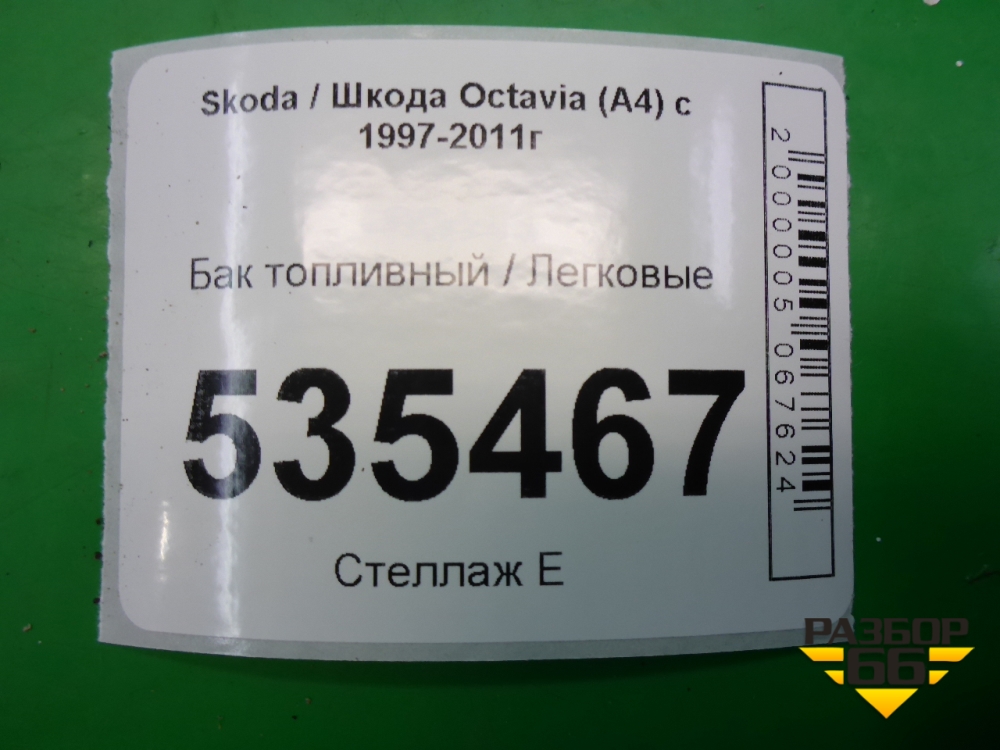 Skoda / Шкода Octavia (A4) с
1997-2011г
Бак топливный / Легковые
535467
Стеллаж Е
2000005067624
РАЗБОР
66